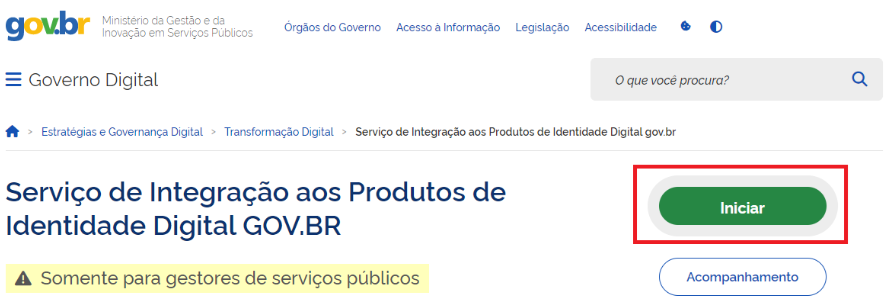 gov.br
Ministério da Gestão e da
Inovação em Serviços Públicos
Órgãos do Governo Acesso à Informação Legislação Acessibilidade
Governo Digital
O que você procura?
> Estratégias e Governança Digital > Transformação Digital > Serviço de Integração aos Produtos de Identidade Digital gov.br
Serviço de Integração aos Produtos de
Identidade Digital GOV.BR
Iniciar
Somente para gestores de serviços públicos
Acompanhamento